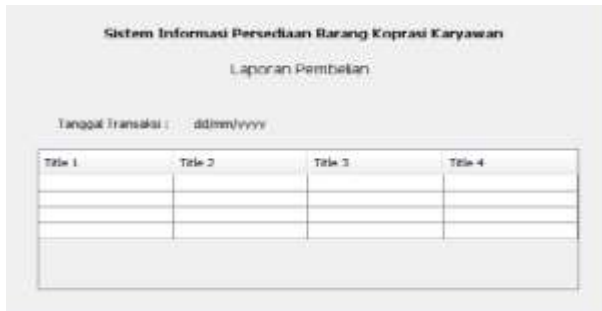 Sistem Informasi Persediaan Barang Koprasi Karyawan
Laporan Pembelian
Tanggal Transaksi : dd/mm/yyyy
Title 1 Title 2 Title 3 Title 4